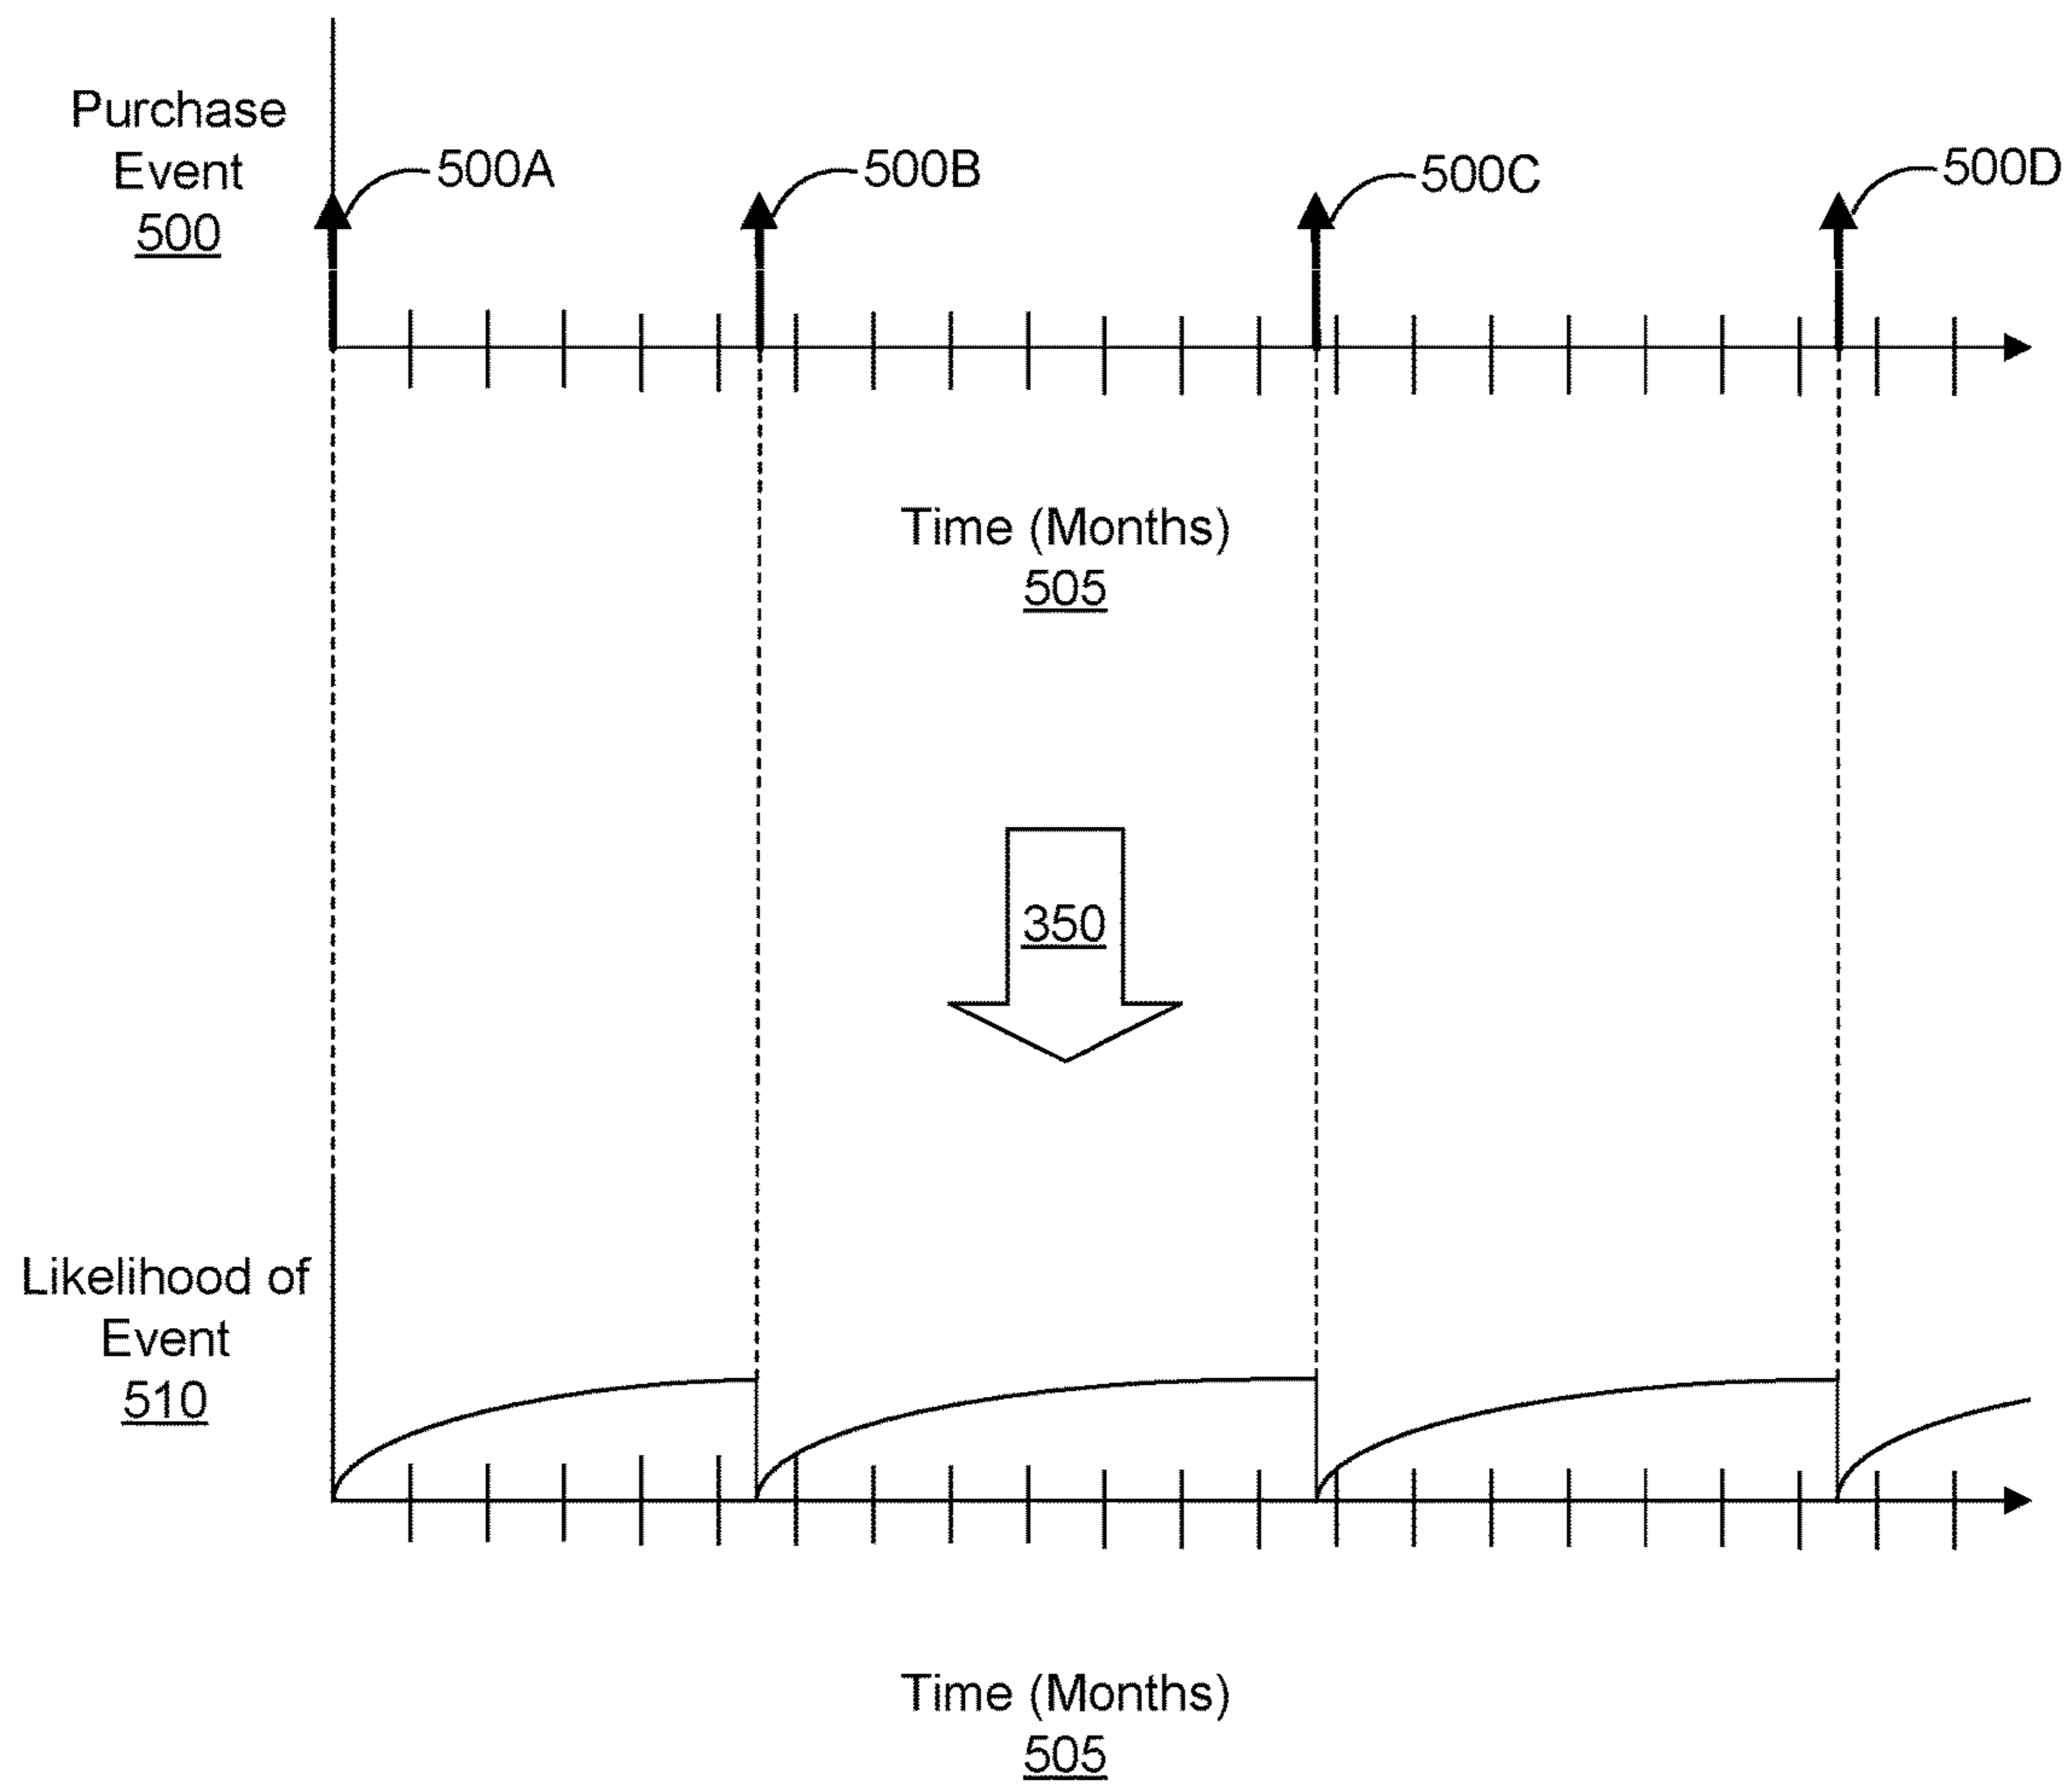 Purchase
Event
500
500A
500B
500C
500D
Time (Months)
505
350
Likelihood of
Event
510
Time (Months)
505